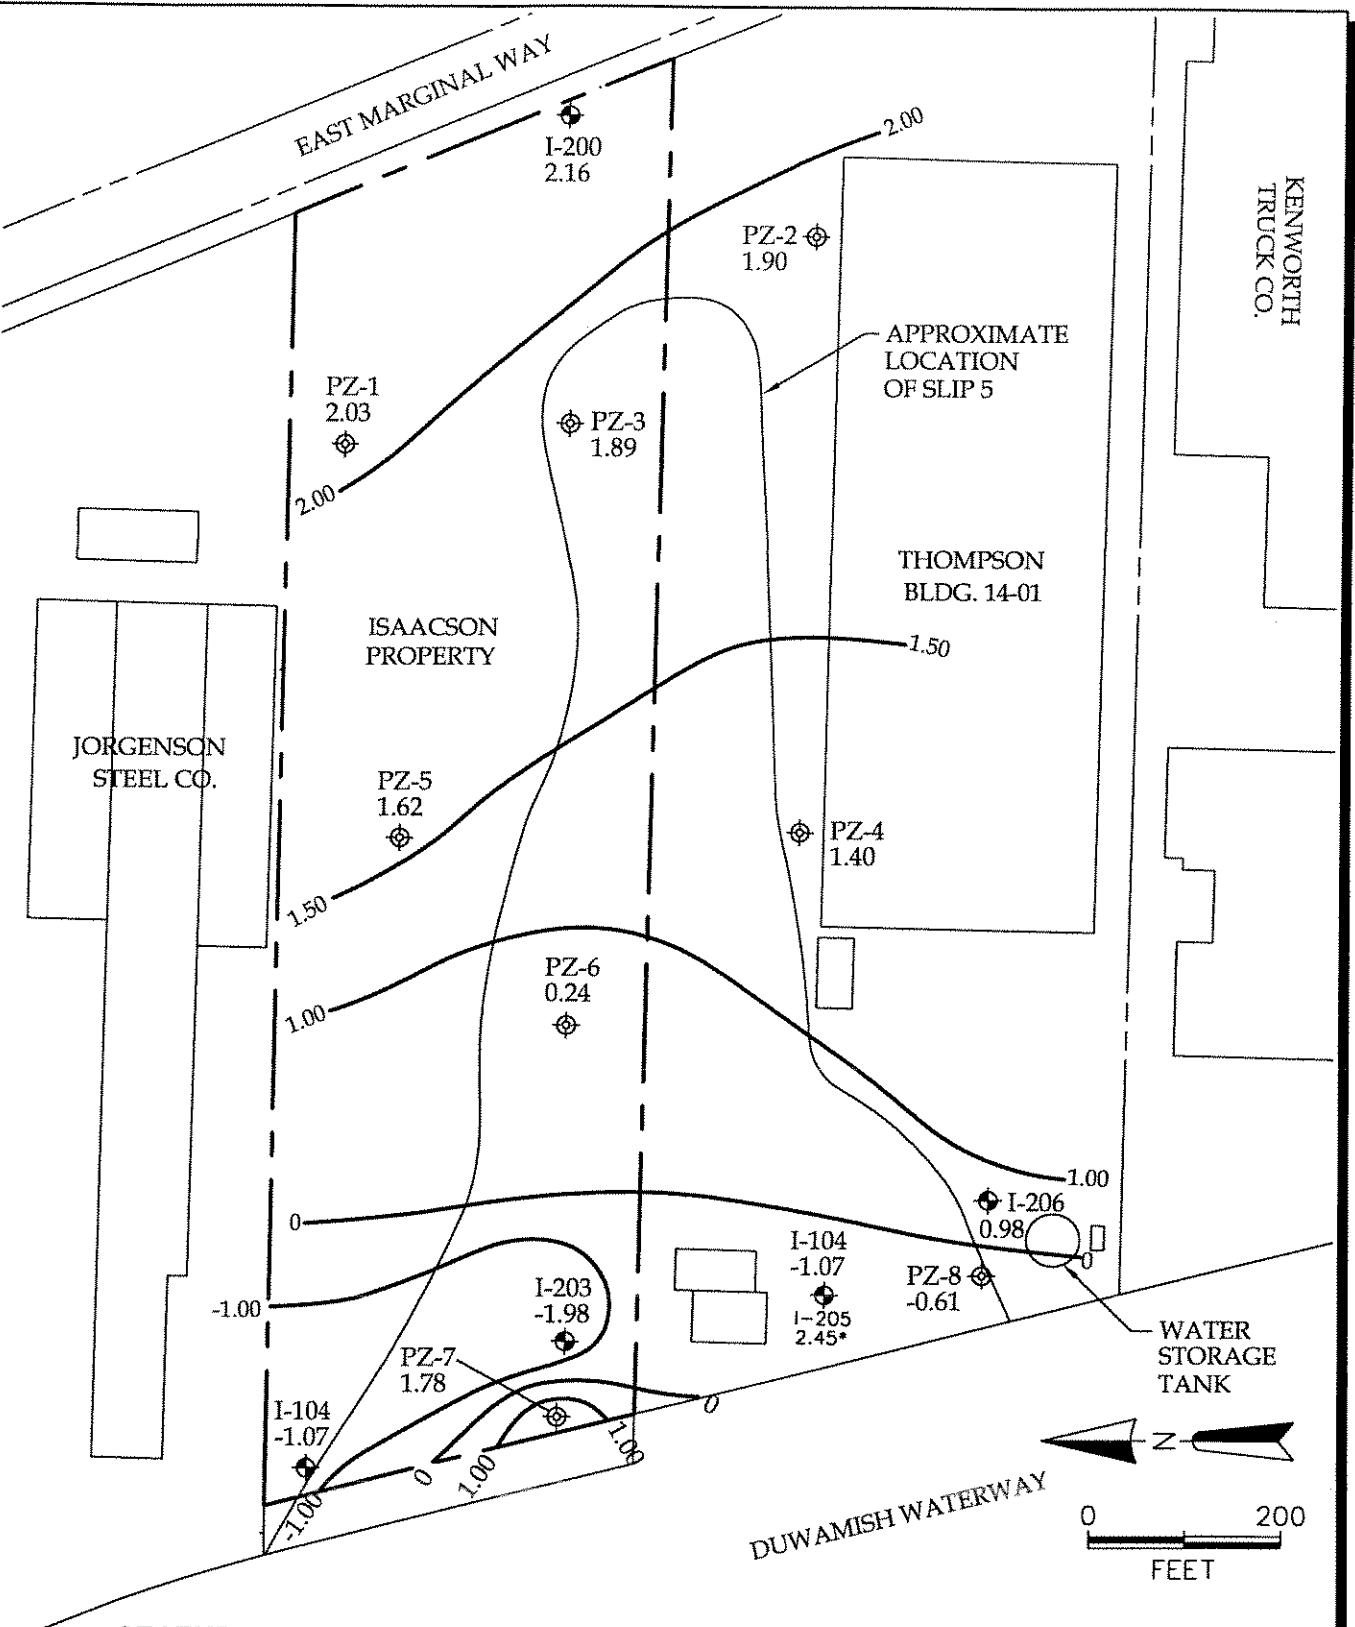 EAST MARGINAL WAY
I-200
2.16
2.00
PZ-2
1.90
KENWORTH
TRUCK CO.
APPROXIMATE
LOCATION
OF SLIP 5
PZ-1
2.03
PZ-3
1.89
2.00
THOMPSON
BLDG. 14-01
ISAACSON
PROPERTY
1.50
JORGENSON
STEEL CO.
PZ-5
1.62
PZ-4
1.40
1.50
PZ-6
0.24
1.00
1.00
I-206
0.98
0
I-104
-1.07
I-205
2.45*
0
PZ-8
-0.61
-1.00
I-203
-1.98
WATER
STORAGE
TANK
PZ-7
1.78
0
I-104
-1.07
1.00
0
1.00
-1.00
N
DUWAMISH WATERWAY
0 200
FEET